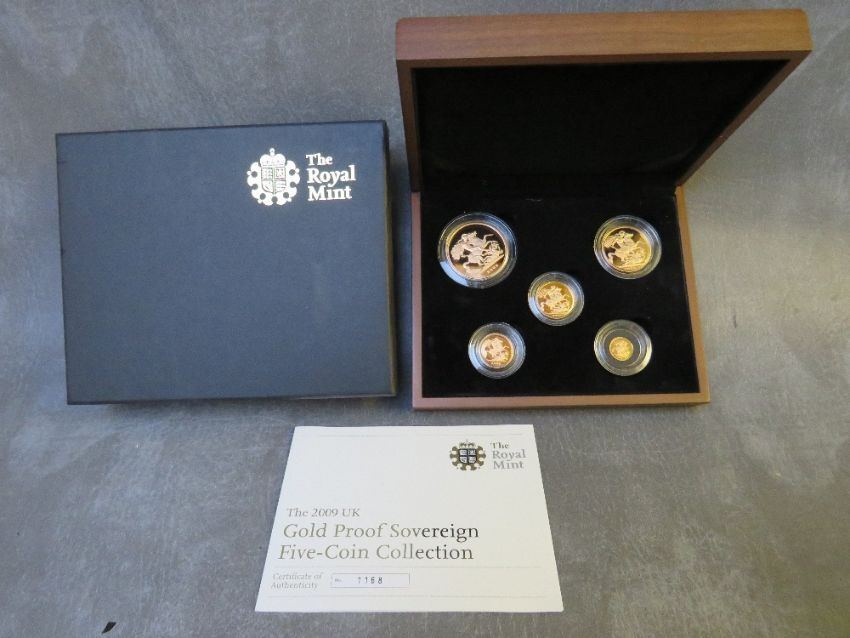 The
Royal
Mint
The
Royal
Mint
The 2009 UK
Gold Proof Sovereign
Five-Coin Collection
Certificate of
Authenticity
No. 1168